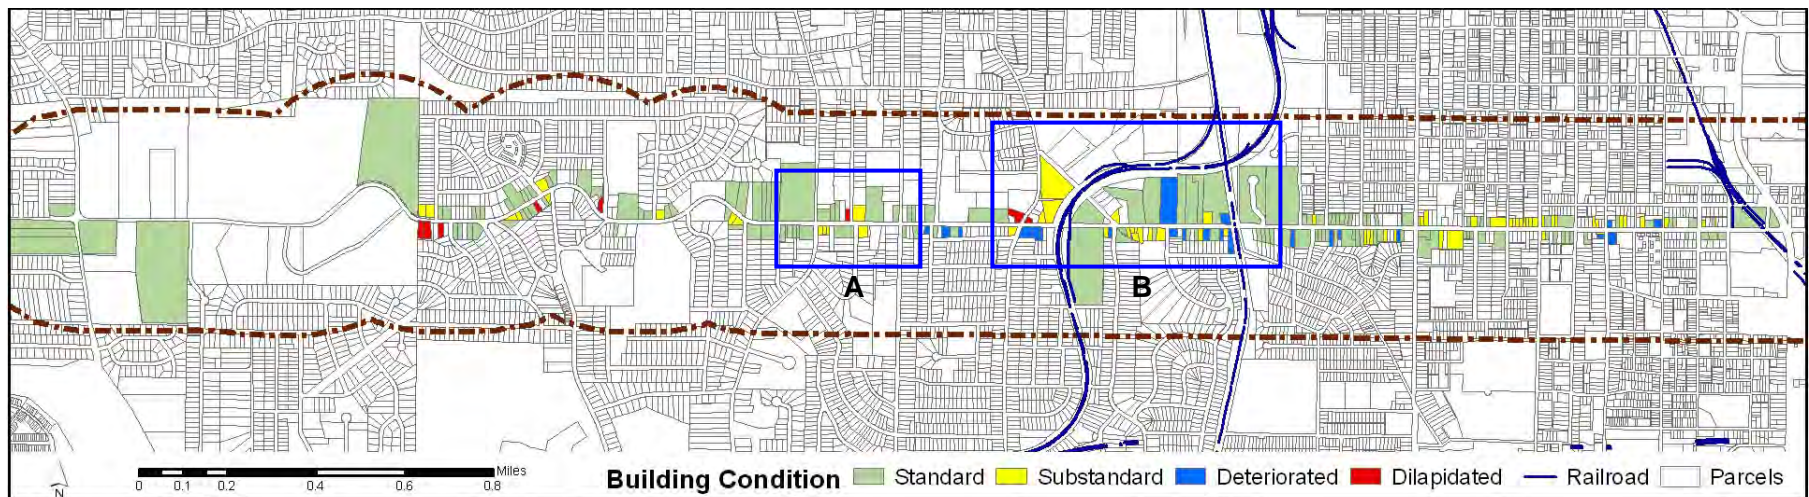 A
B
Miles
0 0.1 0.2 0.4 0.6 0.8
N
Building Condition Standard Substandard Deteriorated Dilapidated Railroad Parcels